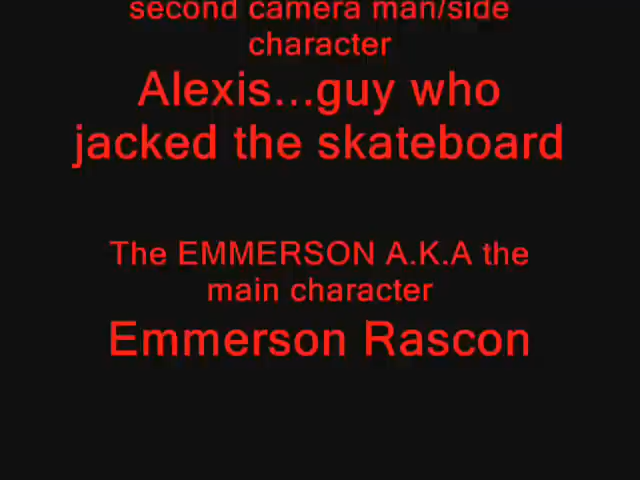 second camera man/side
character
Alexis...guy who
jacked the skateboard
The EMMERSON A.K.A the
main character
Emmerson Rascon